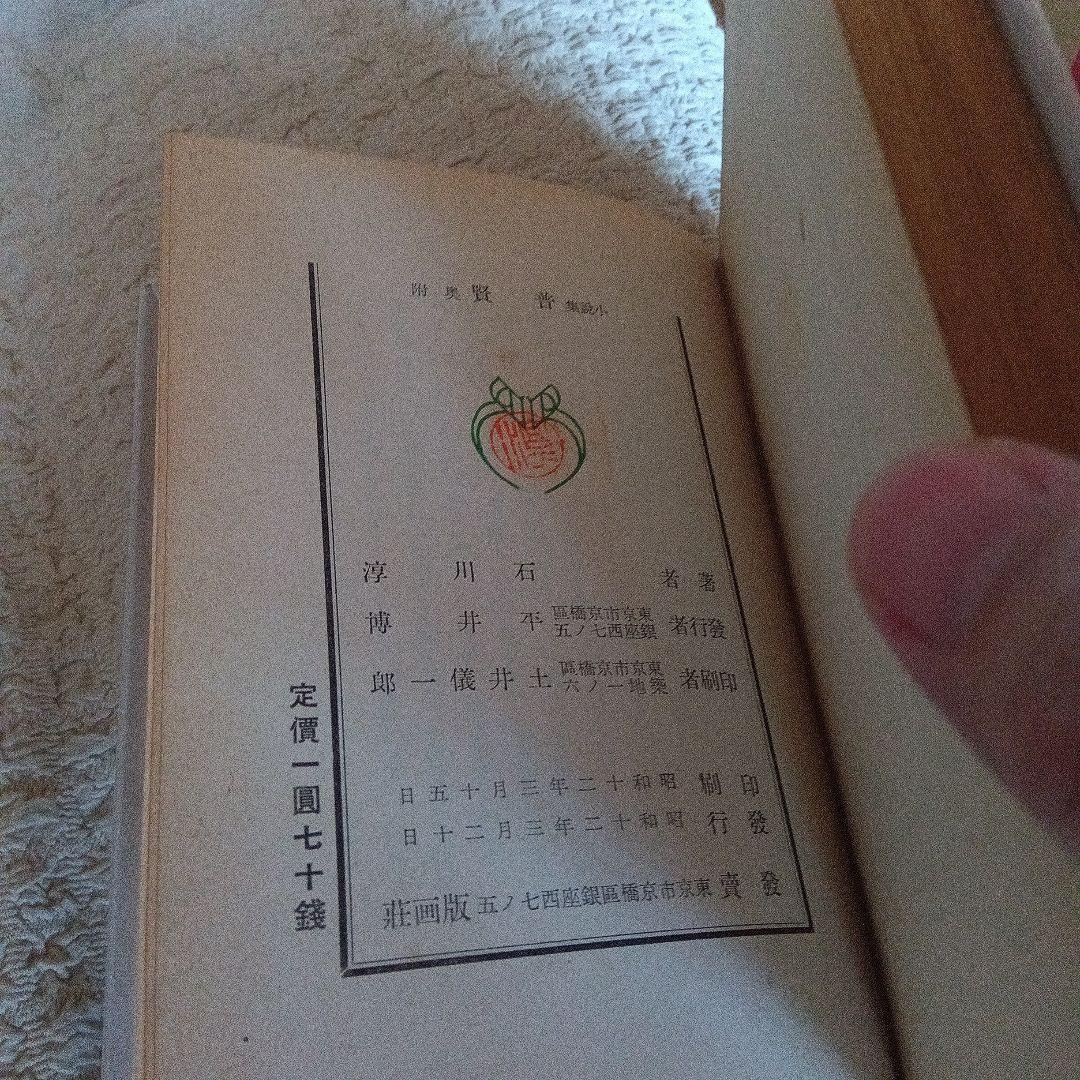 小説集 普賢 奥附
著者 石川淳
發行者 東京市京橋區銀座西七ノ五 平井博
印刷者 東京市京橋區築地一ノ六 土井儀一郎
印刷 昭和十二年三月十五日
發行 昭和十二年三月二十日
發賣 東京市京橋區銀座西七ノ五 版画莊
定價一圓七十錢